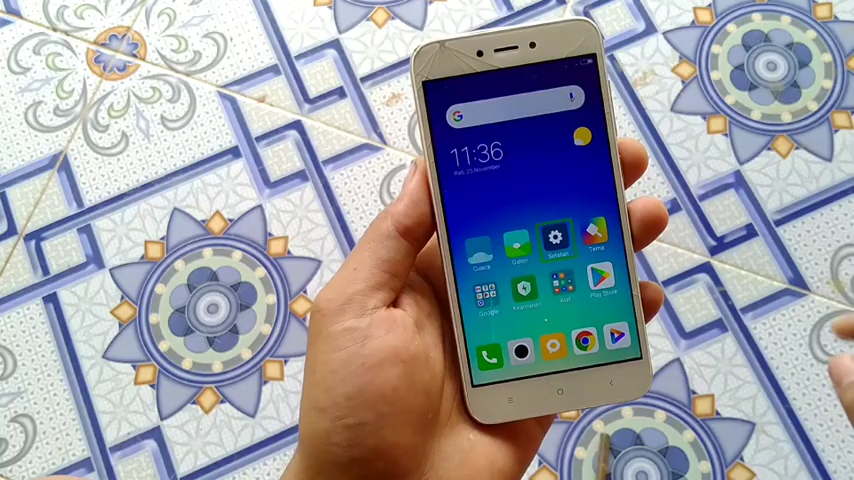 G
11:36
Rab, 25 November
Cuaca
Galeri
Setelan
Tema
Google
Keamanan
Alat
Play Store